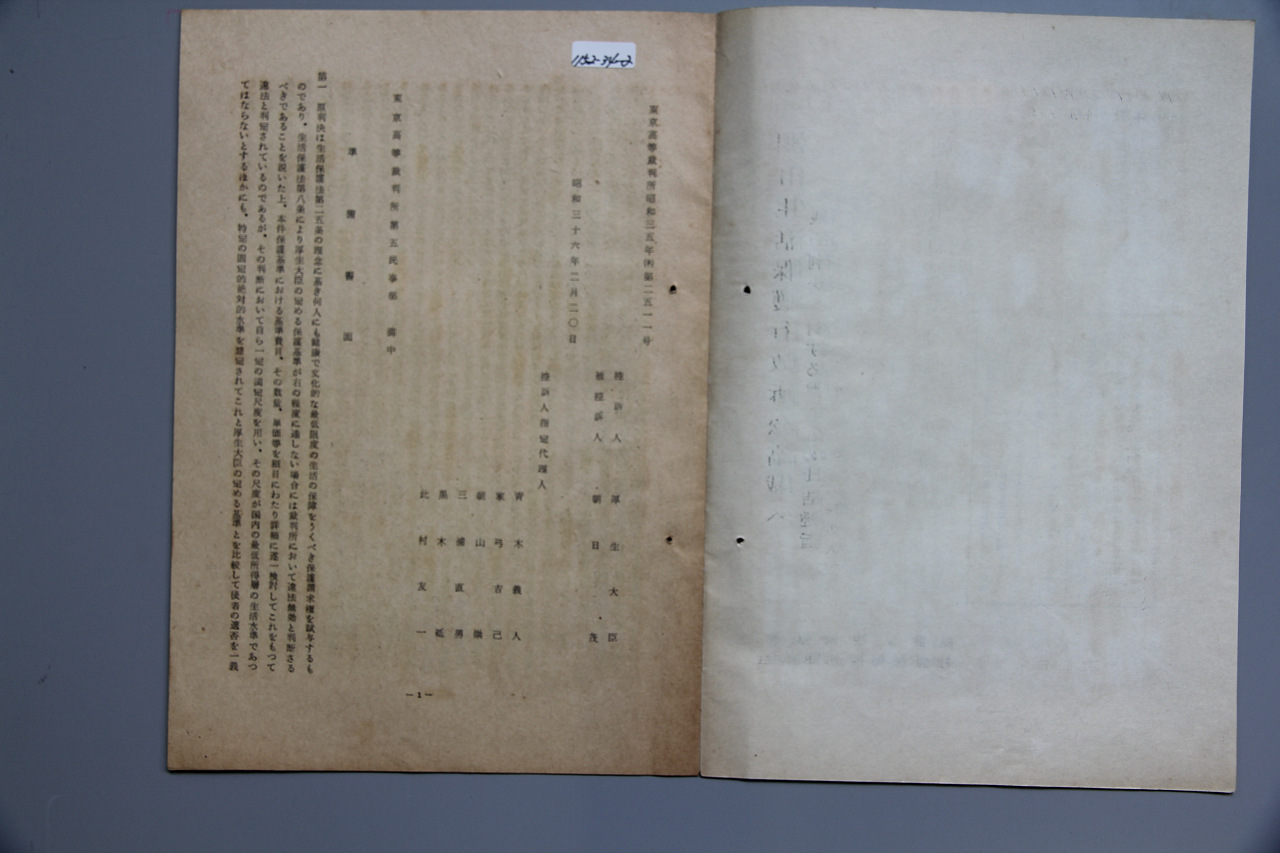 1152-34-2
東京高等裁判所昭和三五年㈱第二五一一号
控訴人 厚生大臣
被控訴人 朝日茂
昭和三十六年二月二〇日
控訴人指定代理人
青木義人
家弓吉己
朝山崇
三浦直男
黒木
北村友一
東京高等裁判所第五民事部 御中
準備書面
第一 原判決は生活保護法第二五条の理念に基き何人にも健康で文化的な最低限度の生活の保障をうくべき保護請求権を賦与するも
のであり、生活保護法第八条により厚生大臣の定める保護基準が右の程度に達しない場合には裁判所において違法無効と判断さる
べきであることを説いた上、本件保護基準における基準費目、その数量、単価等を細目にわたり詳細に逐一検討してこれをもつて
違法と判定されているのであるが、その判断において自ら一定の固定尺度を用い、その尺度が国内の最低所得層の生活水準であつ
てはならないとするほかにも、特定の固定的絶対的水準を想定されてこれと厚生大臣の定める基準とを比較して後者の適否を一義
—1—